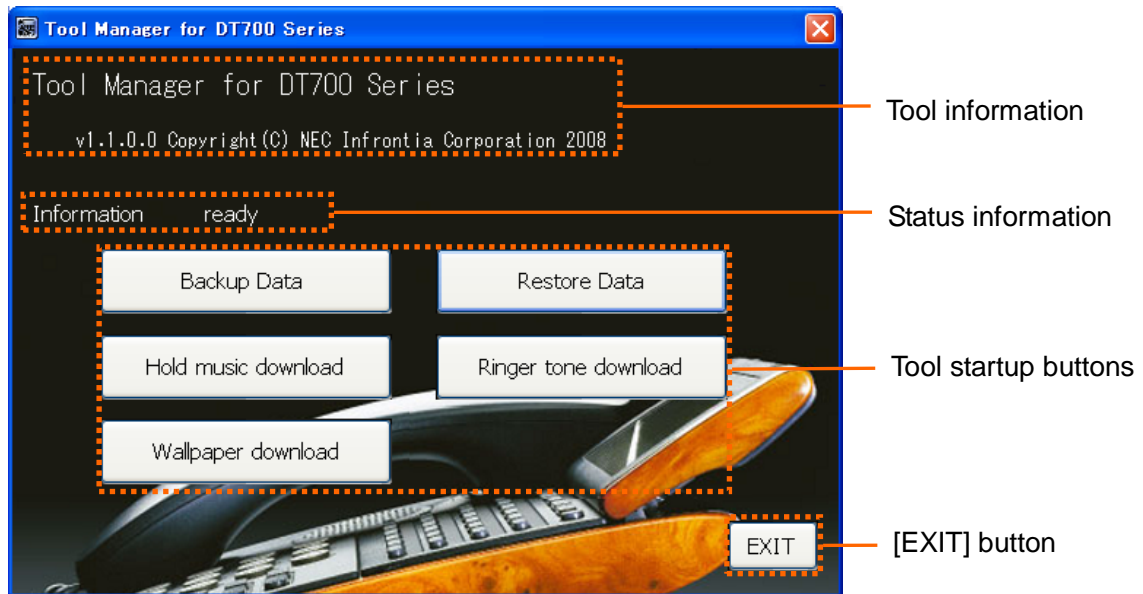 Tool Manager for DT700 Series
Tool Manager for DT700 Series
v1.1.0.0 Copyright(C) NEC Infrontia Corporation 2008
Tool information
Information ready
Status information
Backup Data
Restore Data
Hold music download
Ringer tone download
Tool startup buttons
Wallpaper download
EXIT
[EXIT] button